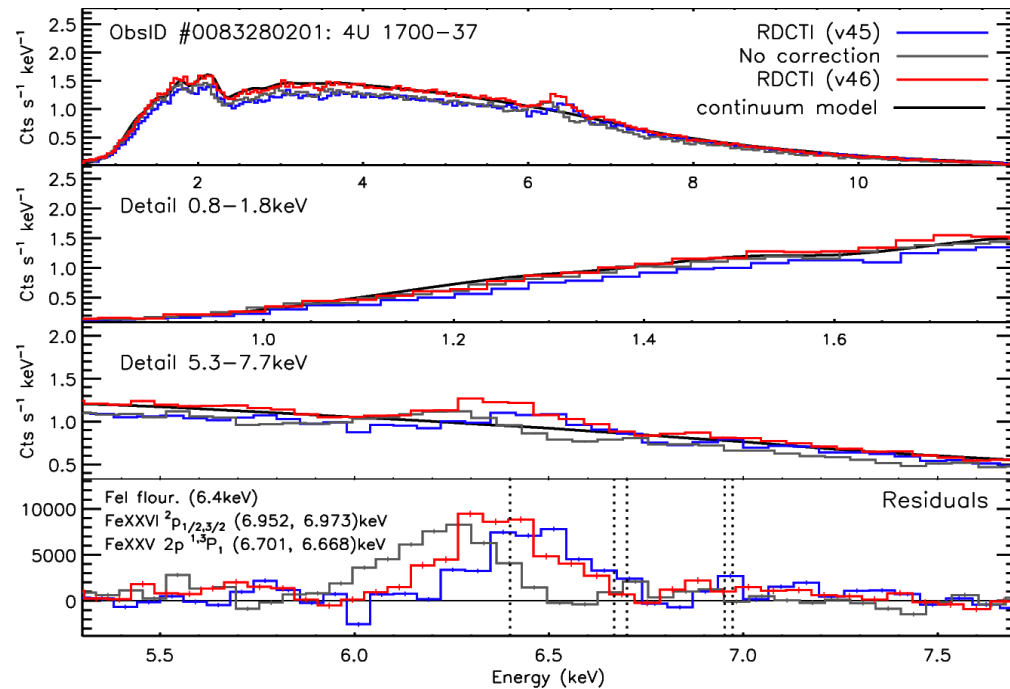 ObsID #0083280201: 4U 1700−37
RDCTI (v45)
No correction
RDCTI (v46)
continuum model
Cts s⁻¹ keV⁻¹
2.5
2.0
1.5
1.0
0.5
2 4 6 8 10
Detail 0.8−1.8keV
Cts s⁻¹ keV⁻¹
2.5
2.0
1.5
1.0
0.5
1.0 1.2 1.4 1.6
Detail 5.3−7.7keV
Cts s⁻¹ keV⁻¹
2.0
1.5
1.0
0.5
Residuals
FeI flour. (6.4keV)
FeXXVI ²p₁/₂,₃/₂ (6.952, 6.973)keV
FeXXV 2p ¹,³P₁ (6.701, 6.668)keV
10000
5000
0
5.5 6.0 6.5 7.0 7.5
Energy (keV)